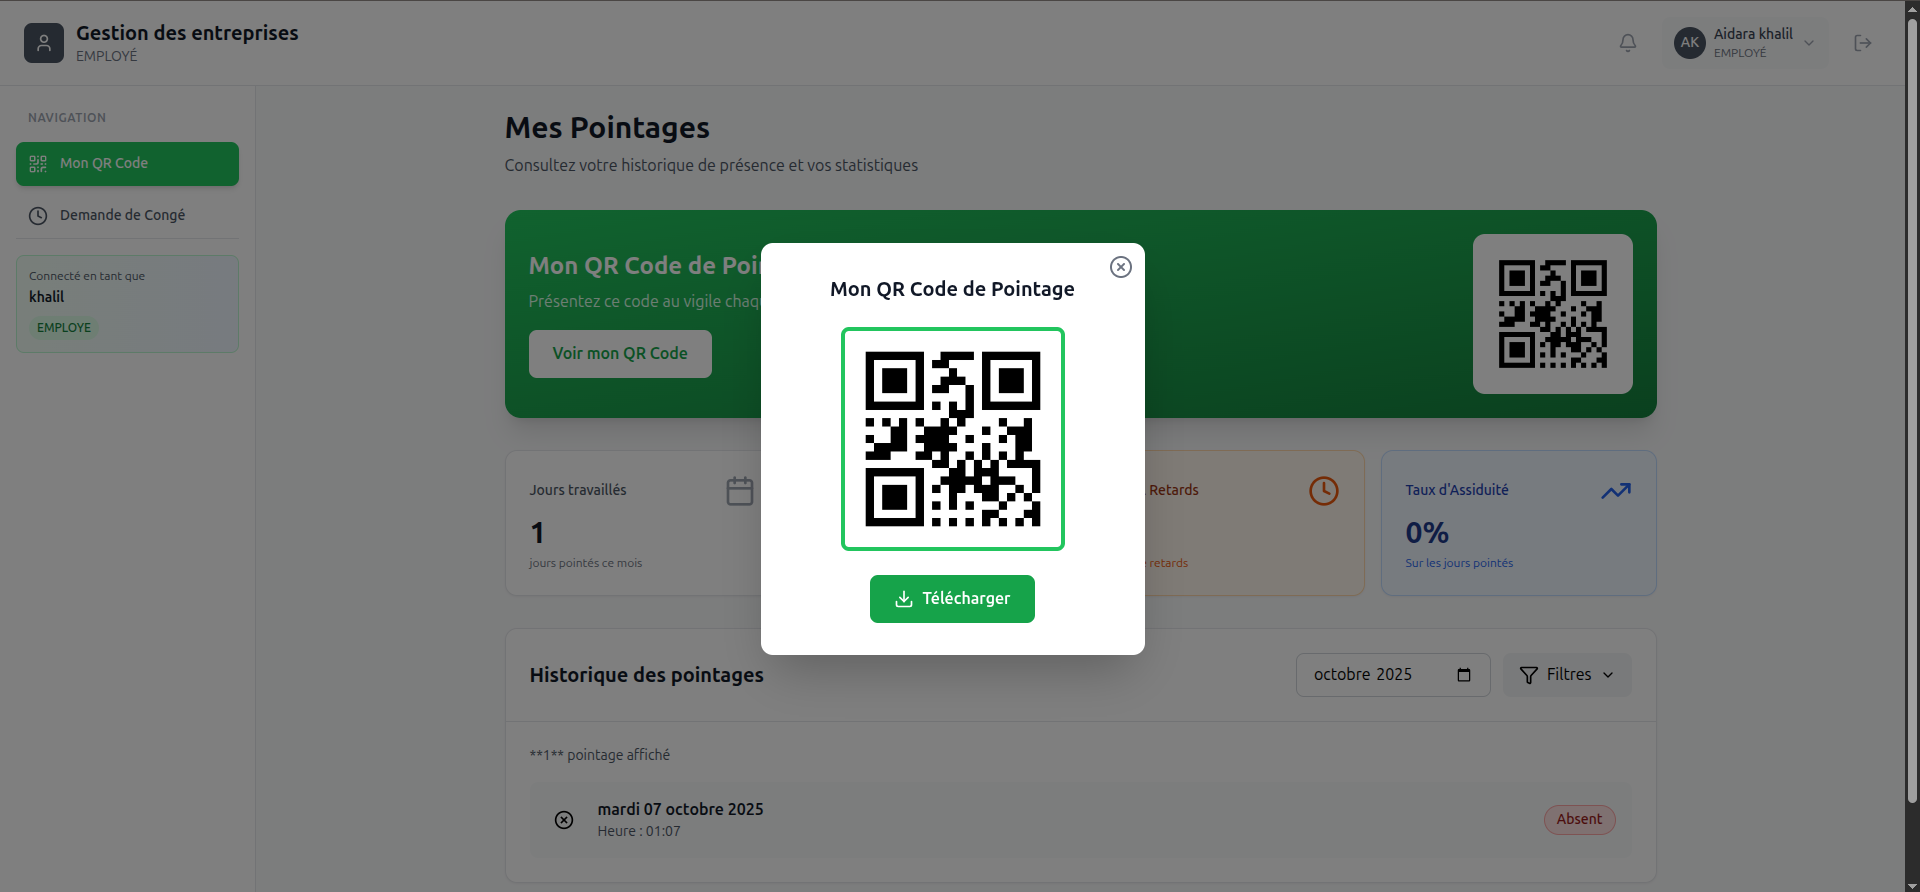 Gestion des entreprises
EMPLOYÉ
AK
Aidara khalil
EMPLOYÉ
NAVIGATION
Mon QR Code
Demande de Congé
Connecté en tant que
khalil
EMPLOYE
Mes Pointages
Consultez votre historique de présence et vos statistiques
Mon QR Code de Poi
Présentez ce code au vigile chaq
Voir mon QR Code
Mon QR Code de Pointage
Télécharger
Jours travaillés
1
jours pointés ce mois
Retards
retards
Taux d'Assiduité
0%
Sur les jours pointés
Historique des pointages
octobre 2025
Filtres
**1** pointage affiché
mardi 07 octobre 2025
Heure : 01:07
Absent